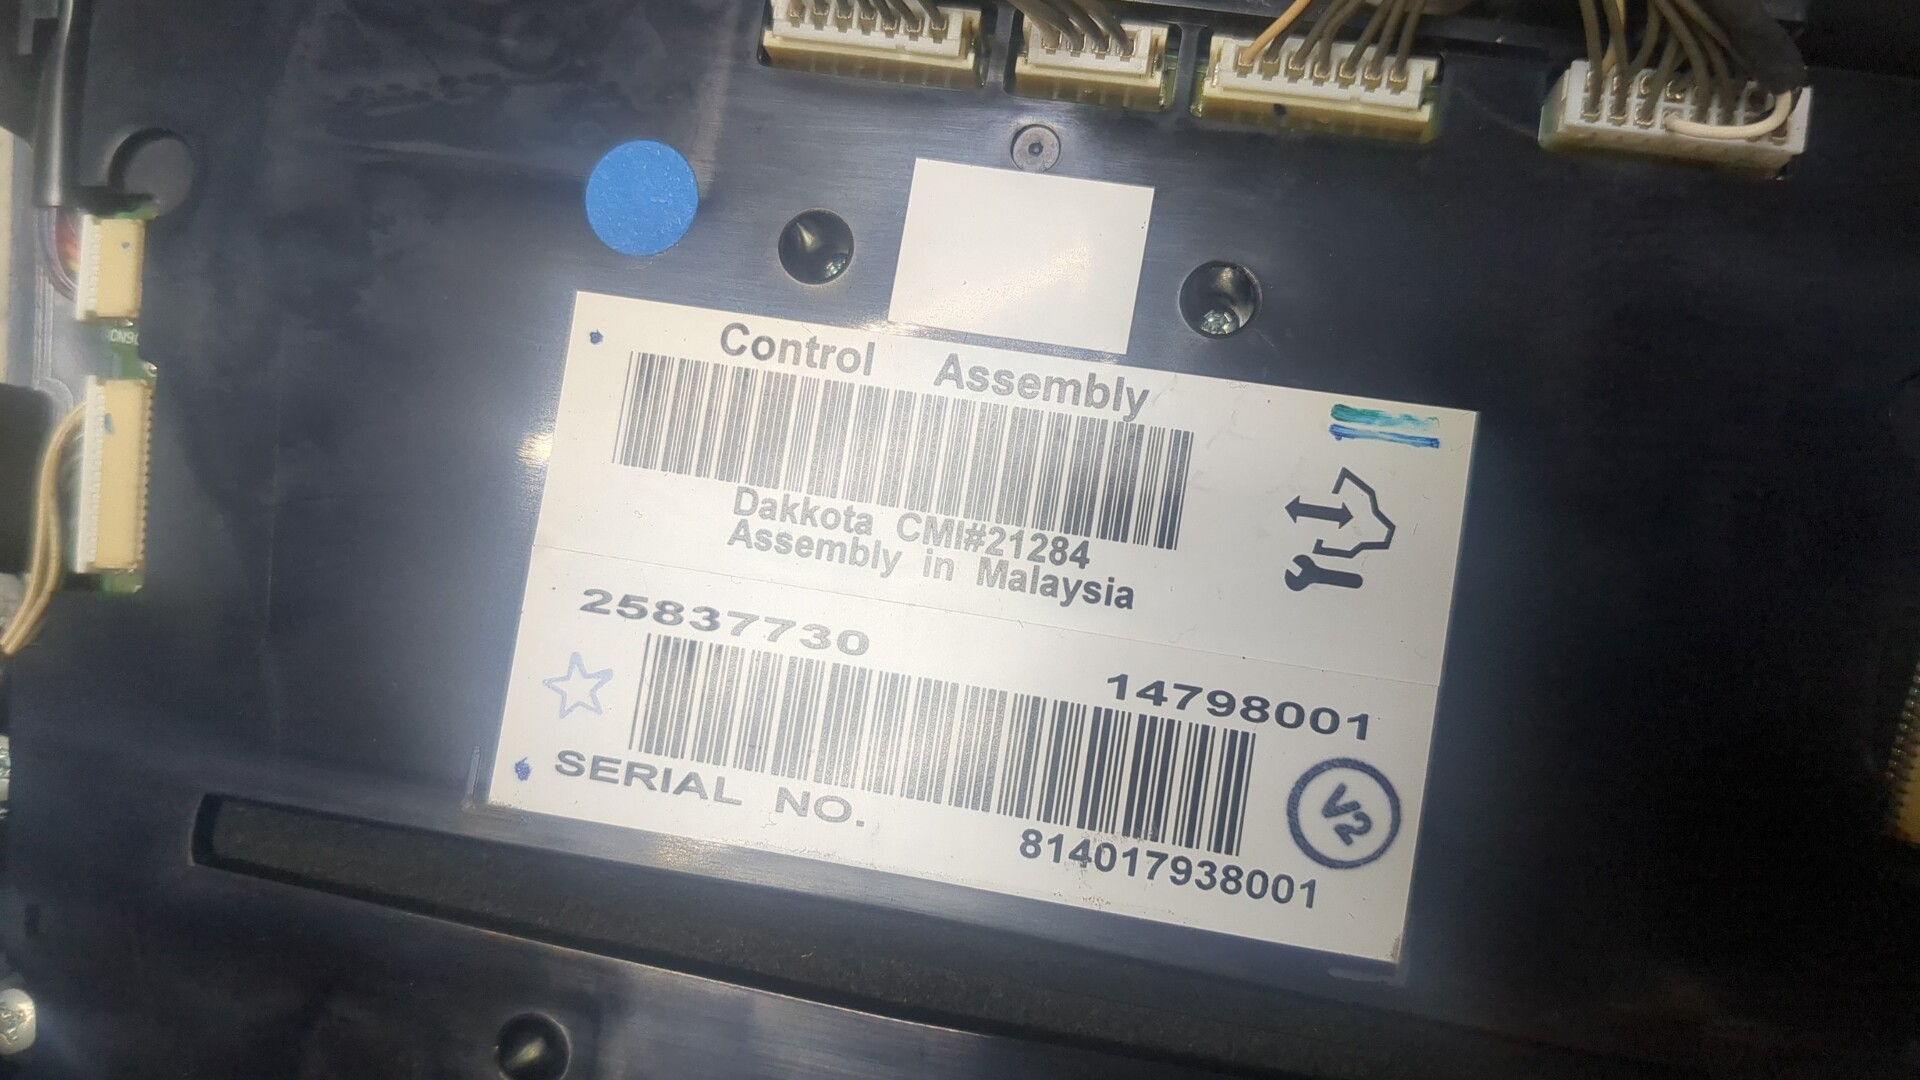 Control Assembly
Dakkota CMI#21284
Assembly in Malaysia
25837730
14798001
SERIAL NO.
V2
814017938001